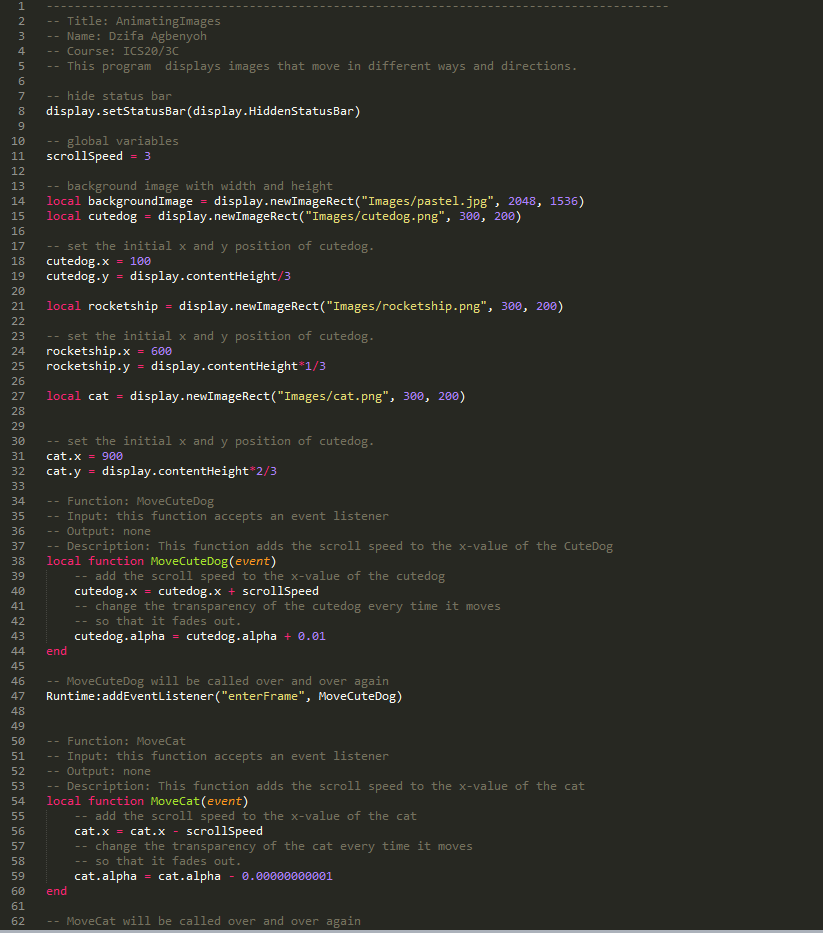 1 -----------------------------------------------------------------------------------------
2 -- Title: AnimatingImages
3 -- Name: Dzifa Agbenyoh
4 -- Course: ICS20/3C
5 -- This program  displays images that move in different ways and directions.
6
7 -- hide status bar
8 display.setStatusBar(display.HiddenStatusBar)
9
10 -- global variables
11 scrollSpeed = 3
12
13 -- background image with width and height
14 local backgroundImage = display.newImageRect("Images/pastel.jpg", 2048, 1536)
15 local cutedog = display.newImageRect("Images/cutedog.png", 300, 200)
16
17 -- set the initial x and y position of cutedog.
18 cutedog.x = 100
19 cutedog.y = display.contentHeight/3
20
21 local rocketship = display.newImageRect("Images/rocketship.png", 300, 200)
22
23 -- set the initial x and y position of cutedog.
24 rocketship.x = 600
25 rocketship.y = display.contentHeight*1/3
26
27 local cat = display.newImageRect("Images/cat.png", 300, 200)
28
29
30 -- set the initial x and y position of cutedog.
31 cat.x = 900
32 cat.y = display.contentHeight*2/3
33
34 -- Function: MoveCuteDog
35 -- Input: this function accepts an event listener
36 -- Output: none
37 -- Description: This function adds the scroll speed to the x-value of the CuteDog
38 local function MoveCuteDog(event)
39     -- add the scroll speed to the x-value of the cutedog
40     cutedog.x = cutedog.x + scrollSpeed
41     -- change the transparency of the cutedog every time it moves
42     -- so that it fades out.
43     cutedog.alpha = cutedog.alpha + 0.01
44 end
45
46 -- MoveCuteDog will be called over and over again
47 Runtime:addEventListener("enterFrame", MoveCuteDog)
48
49
50 -- Function: MoveCat
51 -- Input: this function accepts an event listener
52 -- Output: none
53 -- Description: This function adds the scroll speed to the x-value of the cat
54 local function MoveCat(event)
55     -- add the scroll speed to the x-value of the cat
56     cat.x = cat.x - scrollSpeed
57     -- change the transparency of the cat every time it moves
58     -- so that it fades out.
59     cat.alpha = cat.alpha - 0.00000000001
60 end
61
62 -- MoveCat will be called over and over again